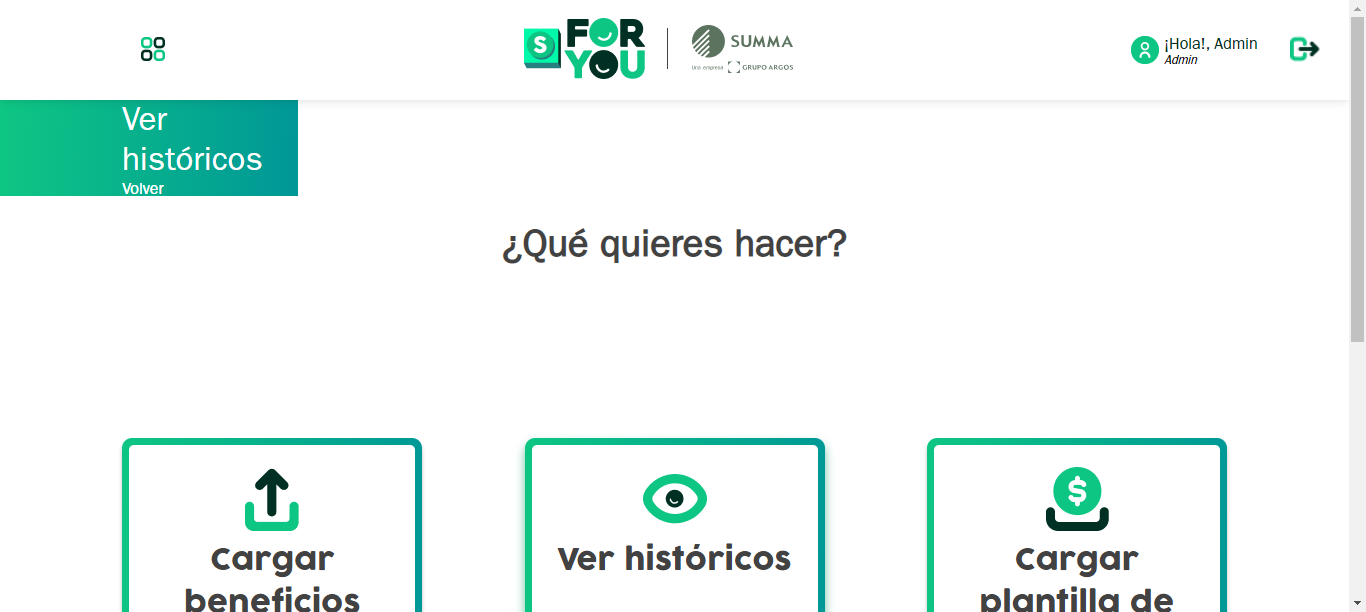 S FOR
YOU
SUMMA
Una empresa GRUPO ARGOS
¡Hola!, Admin
Admin
Ver
históricos
Volver
¿Qué quieres hacer?
Cargar
beneficios
Ver históricos
$
Cargar
plantilla de